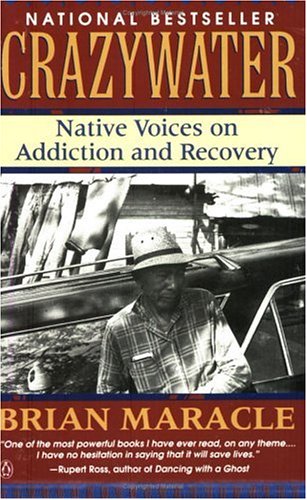 NATIONAL BESTSELLER
CRAZYWATER
Native Voices on
Addiction and Recovery
BRIAN MARACLE
"One of the most powerful books I have ever read, on any theme....
I have no hesitation in saying that it will save lives."
—Rupert Ross, author of Dancing with a Ghost